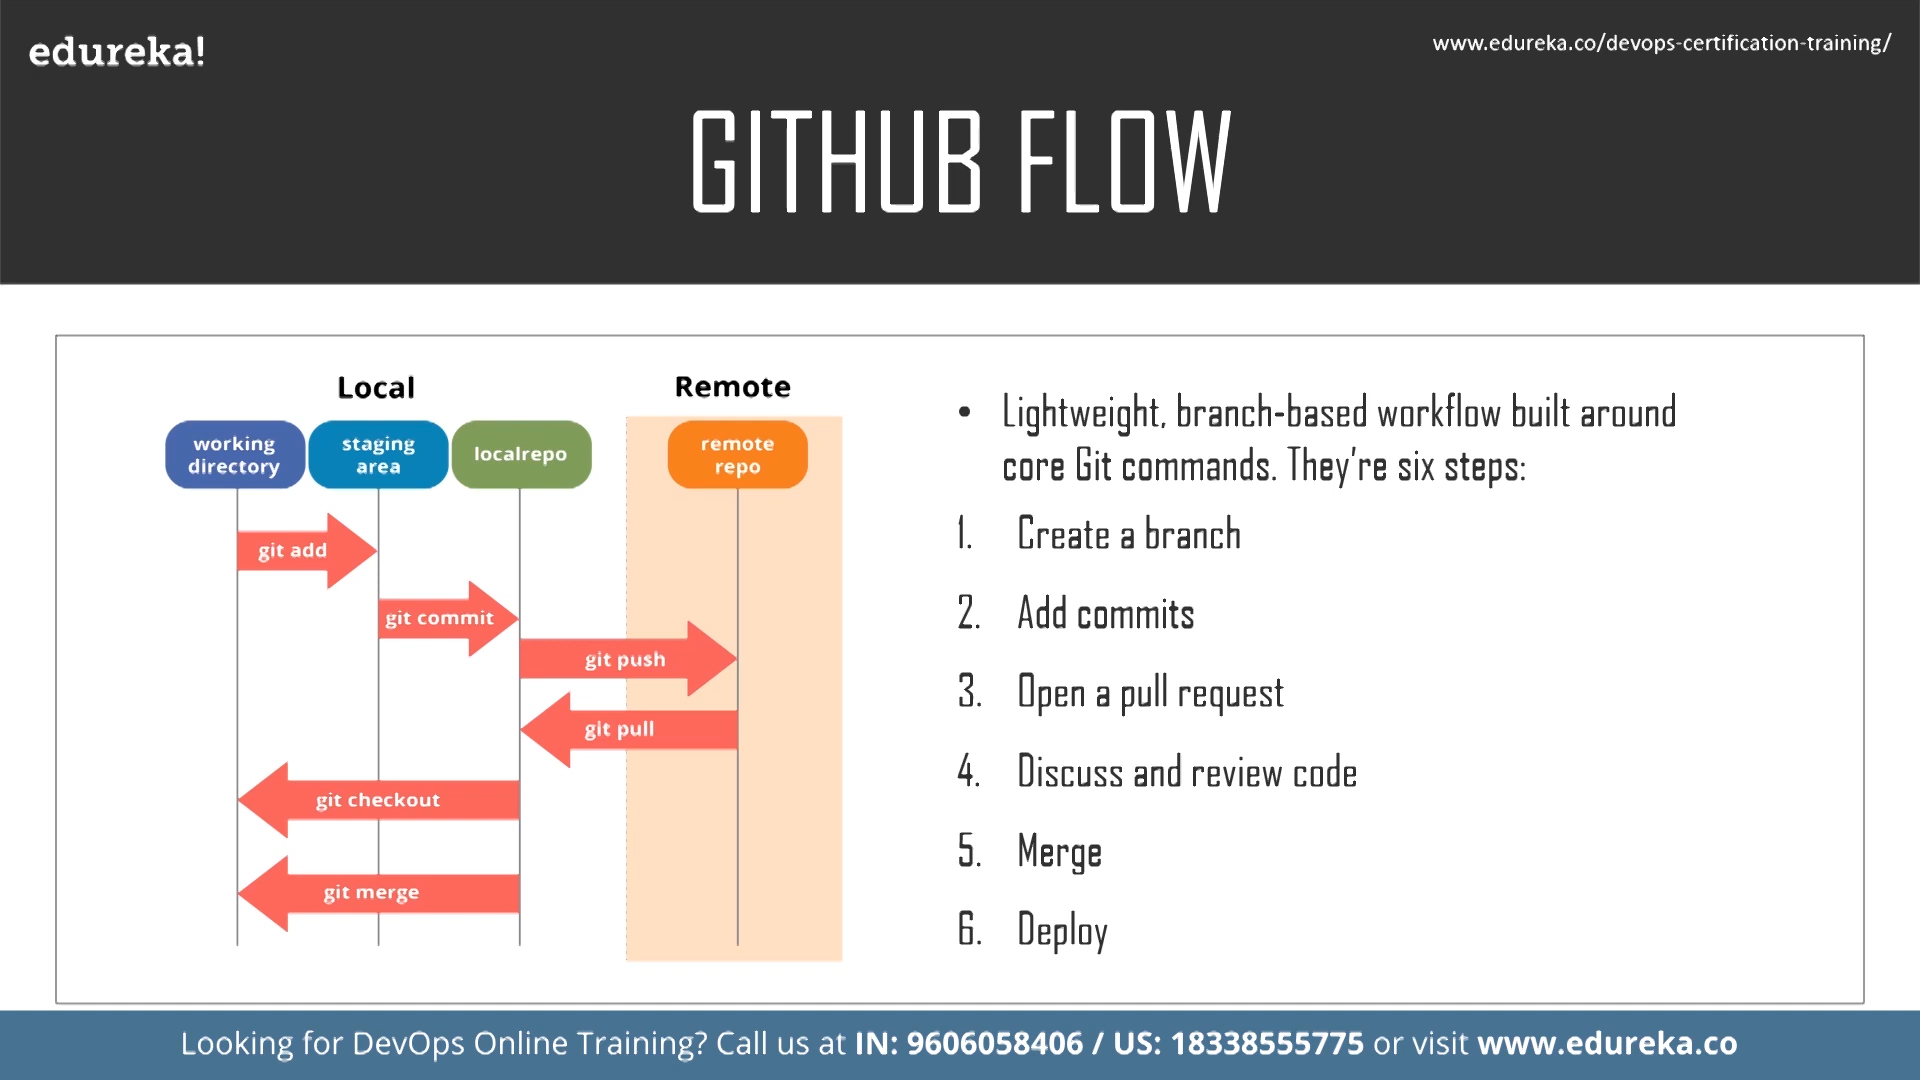 edureka!
www.edureka.co/devops-certification-training/
GITHUB FLOW
Local
Remote
working
directory
staging
area
localrepo
remote
repo
git add
git commit
git push
git pull
git checkout
git merge
• Lightweight, branch-based workflow built around
core Git commands. They're six steps:
1. Create a branch
2. Add commits
3. Open a pull request
4. Discuss and review code
5. Merge
6. Deploy
Looking for DevOps Online Training? Call us at IN: 9606058406 / US: 18338555775 or visit www.edureka.co